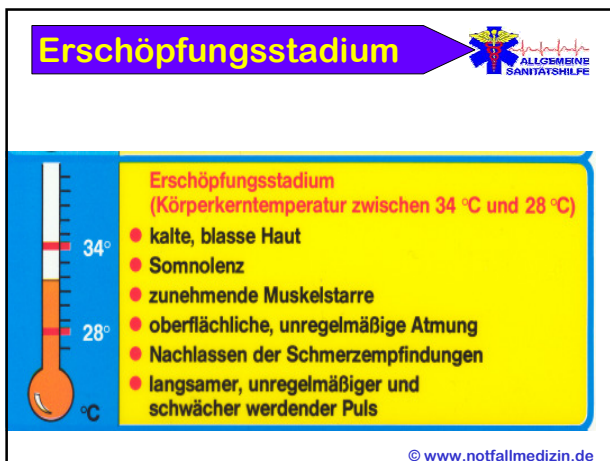 Erschöpfungsstadium
ALLGEMEINE
SANITÄTSHILFE
Erschöpfungsstadium
(Körperkerntemperatur zwischen 34 °C und 28 °C)
kalte, blasse Haut
34°
Somnolenz
zunehmende Muskelstarre
oberflächliche, unregelmäßige Atmung
28°
Nachlassen der Schmerzempfindungen
langsamer, unregelmäßiger und
schwächer werdender Puls
°C
© www.notfallmedizin.de